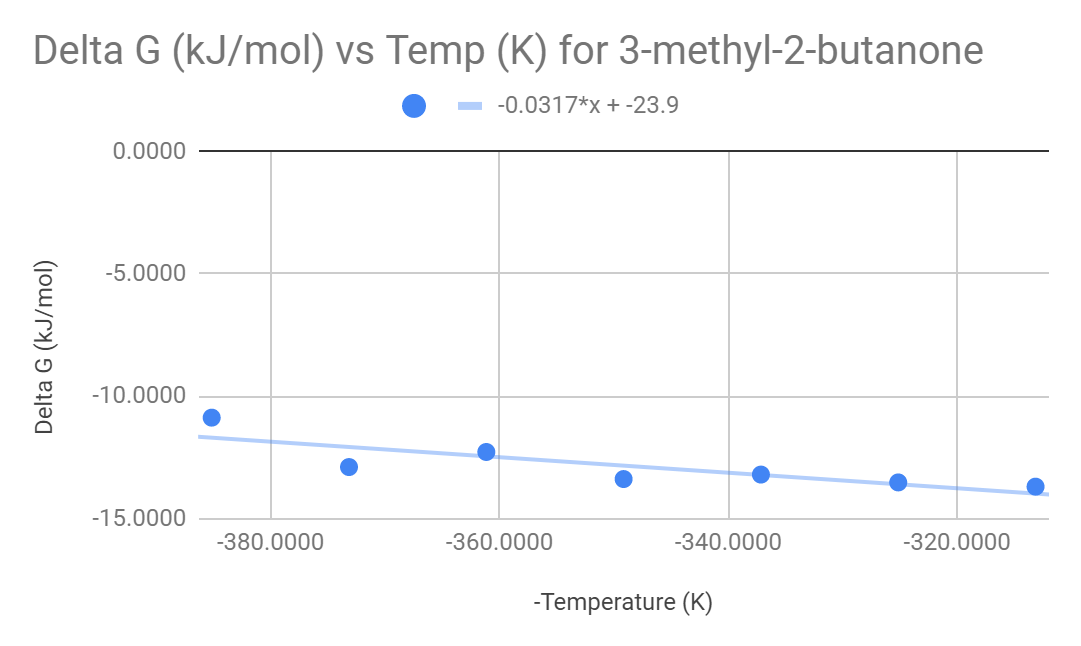 Delta G (kJ/mol) vs Temp (K) for 3-methyl-2-butanone
-0.0317*x + -23.9
0.0000
-5.0000
-10.0000
-15.0000
Delta G (kJ/mol)
-380.0000 -360.0000 -340.0000 -320.0000
-Temperature (K)